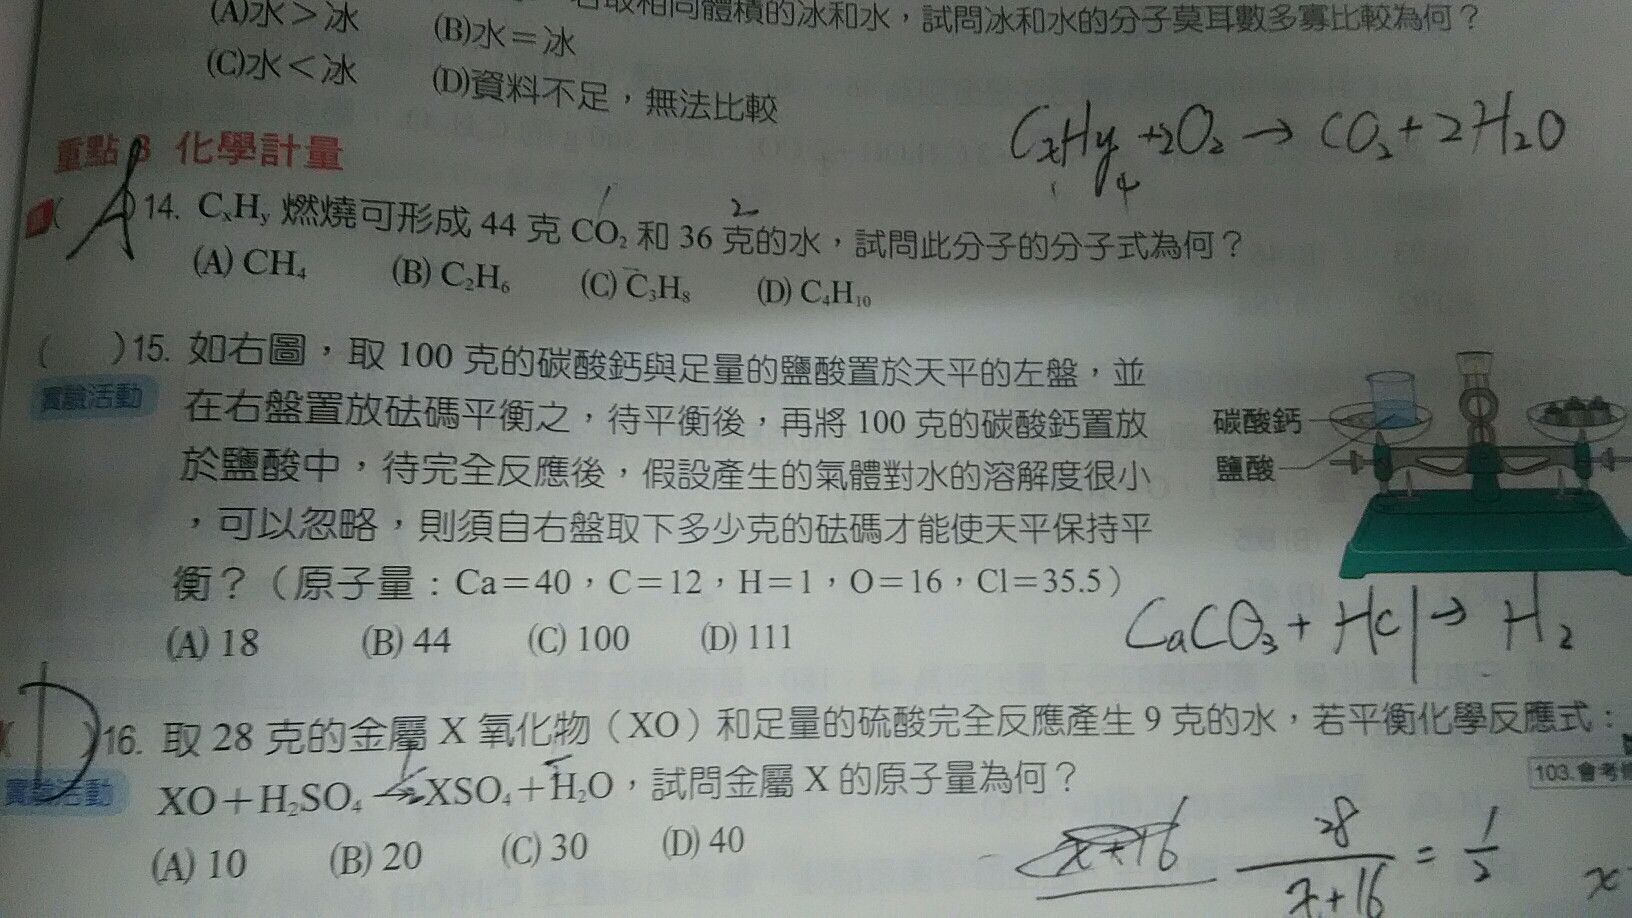 取相同體積的冰和水，試問冰和水的分子莫耳數多寡比較為何？
(A)水＞冰 (B)水＝冰
(C)水＜冰 (D)資料不足，無法比較
CxHy+2O2→CO2+2H2O
1 4
重點3 化學計量
1 2
( A )14. CxHy 燃燒可形成 44 克 CO2 和 36 克的水，試問此分子的分子式為何？
(A) CH4 (B) C2H6 (C) C3H8 (D) C4H10
( )15. 如右圖，取 100 克的碳酸鈣與足量的鹽酸置於天平的左盤，並
實驗活動 在右盤置放砝碼平衡之，待平衡後，再將 100 克的碳酸鈣置放
於鹽酸中，待完全反應後，假設產生的氣體對水的溶解度很小
，可以忽略，則須自右盤取下多少克的砝碼才能使天平保持平
衡？（原子量：Ca＝40，C＝12，H＝1，O＝16，Cl＝35.5）
(A) 18 (B) 44 (C) 100 (D) 111
碳酸鈣
鹽酸
CaCO3+HCl→H2
( D )16. 取 28 克的金屬 X 氧化物（XO）和足量的硫酸完全反應產生 9 克的水，若平衡化學反應式：
實驗活動 XO＋H2SO4→XSO4＋H2O，試問金屬 X 的原子量為何？
103.會考
(A) 10 (B) 20 (C) 30 (D) 40
x+16
28/x+16 = 1/2
x